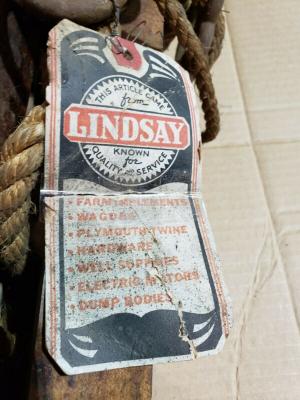 THIS ARTICLE CAME
from
LINDSAY
KNOWN
for
QUALITY AND SERVICE
• FARM IMPLEMENTS
• WAGONS
• PLYMOUTH TWINE
• HARDWARE
• WELL SUPPLIES
• ELECTRIC MOTORS
• DUMP BODIES